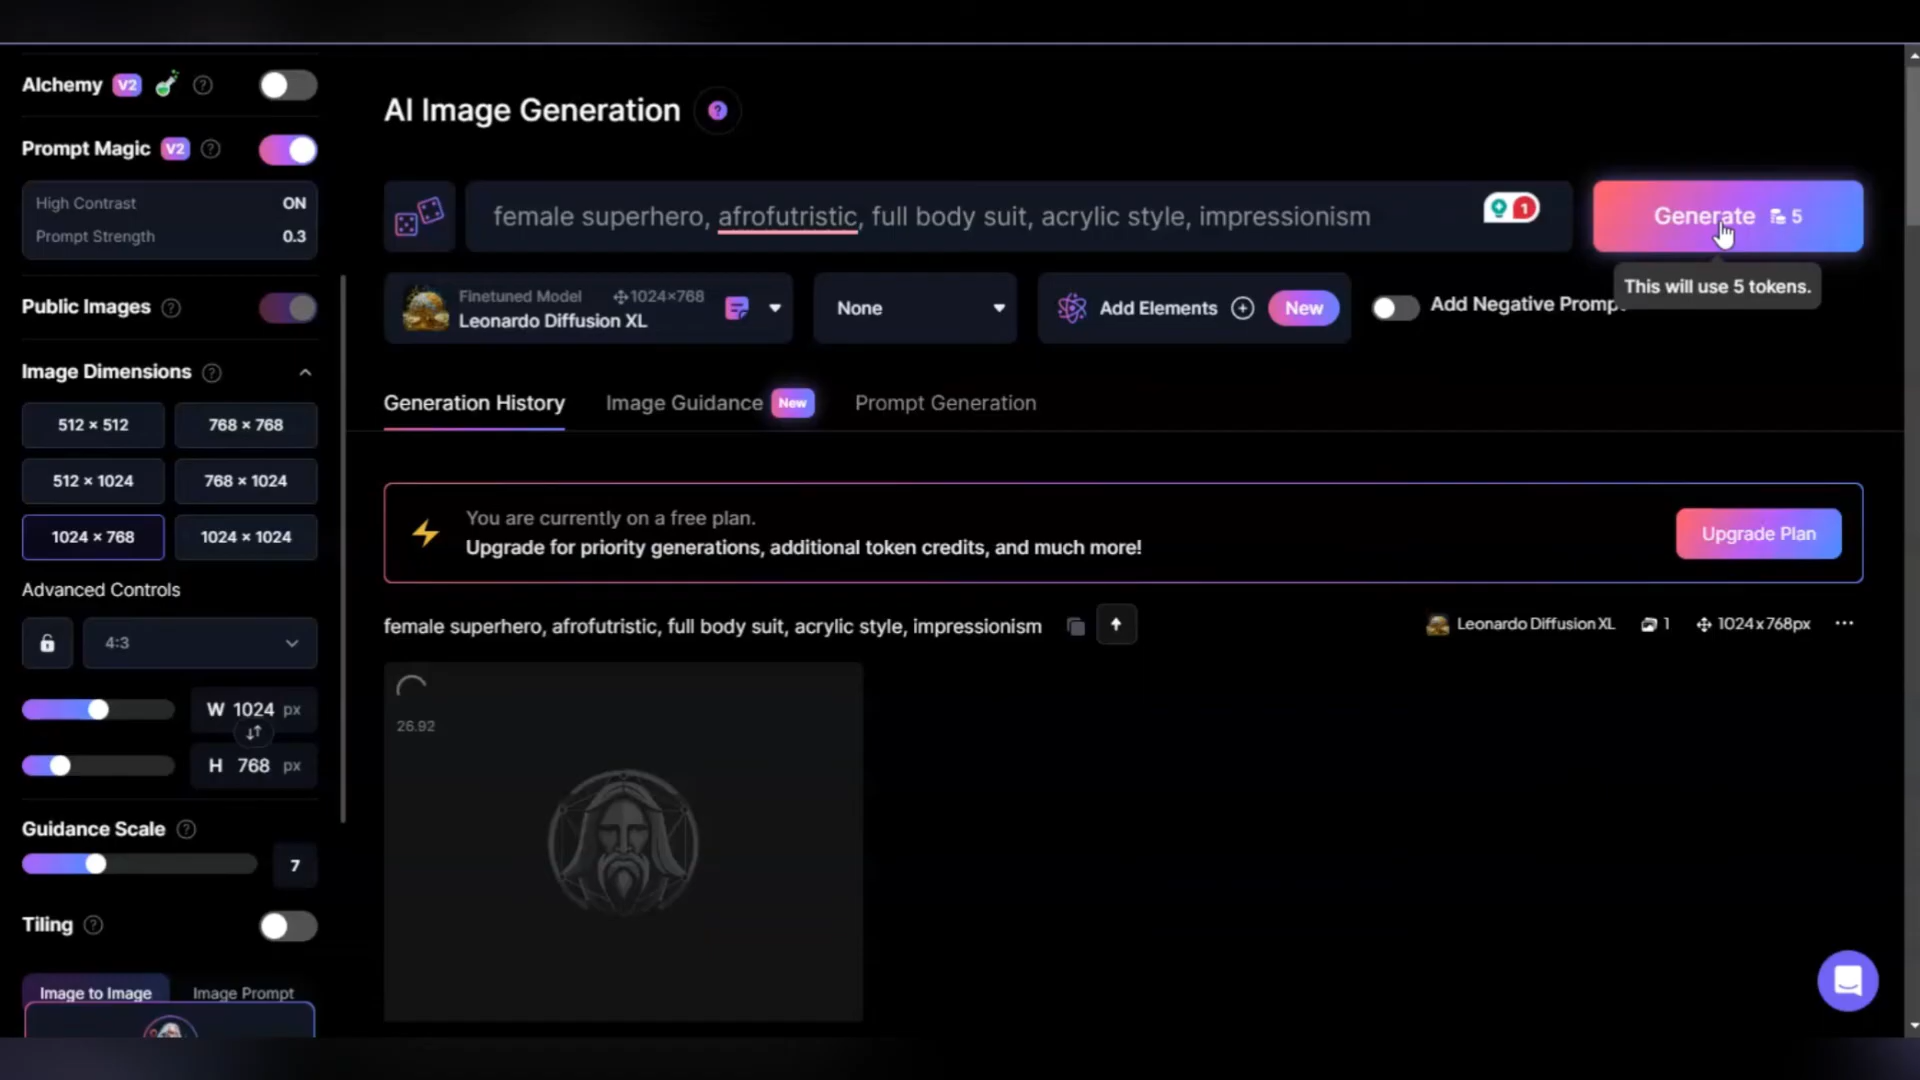 Alchemy V2
Prompt Magic V2
High Contrast ON
Prompt Strength 0.3
Public Images
Image Dimensions
512 × 512 768 × 768
512 × 1024 768 × 1024
1024 × 768 1024 × 1024
Advanced Controls
4:3
W 1024 px
H 768 px
Guidance Scale
7
Tiling
Image to Image Image Prompt
AI Image Generation ?
female superhero, afrofutristic, full body suit, acrylic style, impressionism 1
Generate 5
This will use 5 tokens.
Finetuned Model 1024×768
Leonardo Diffusion XL
None
Add Elements New
Add Negative Promp
Generation History Image Guidance New Prompt Generation
You are currently on a free plan.
Upgrade for priority generations, additional token credits, and much more!
Upgrade Plan
female superhero, afrofutristic, full body suit, acrylic style, impressionism
Leonardo Diffusion XL 1 1024x768px ...
26.92